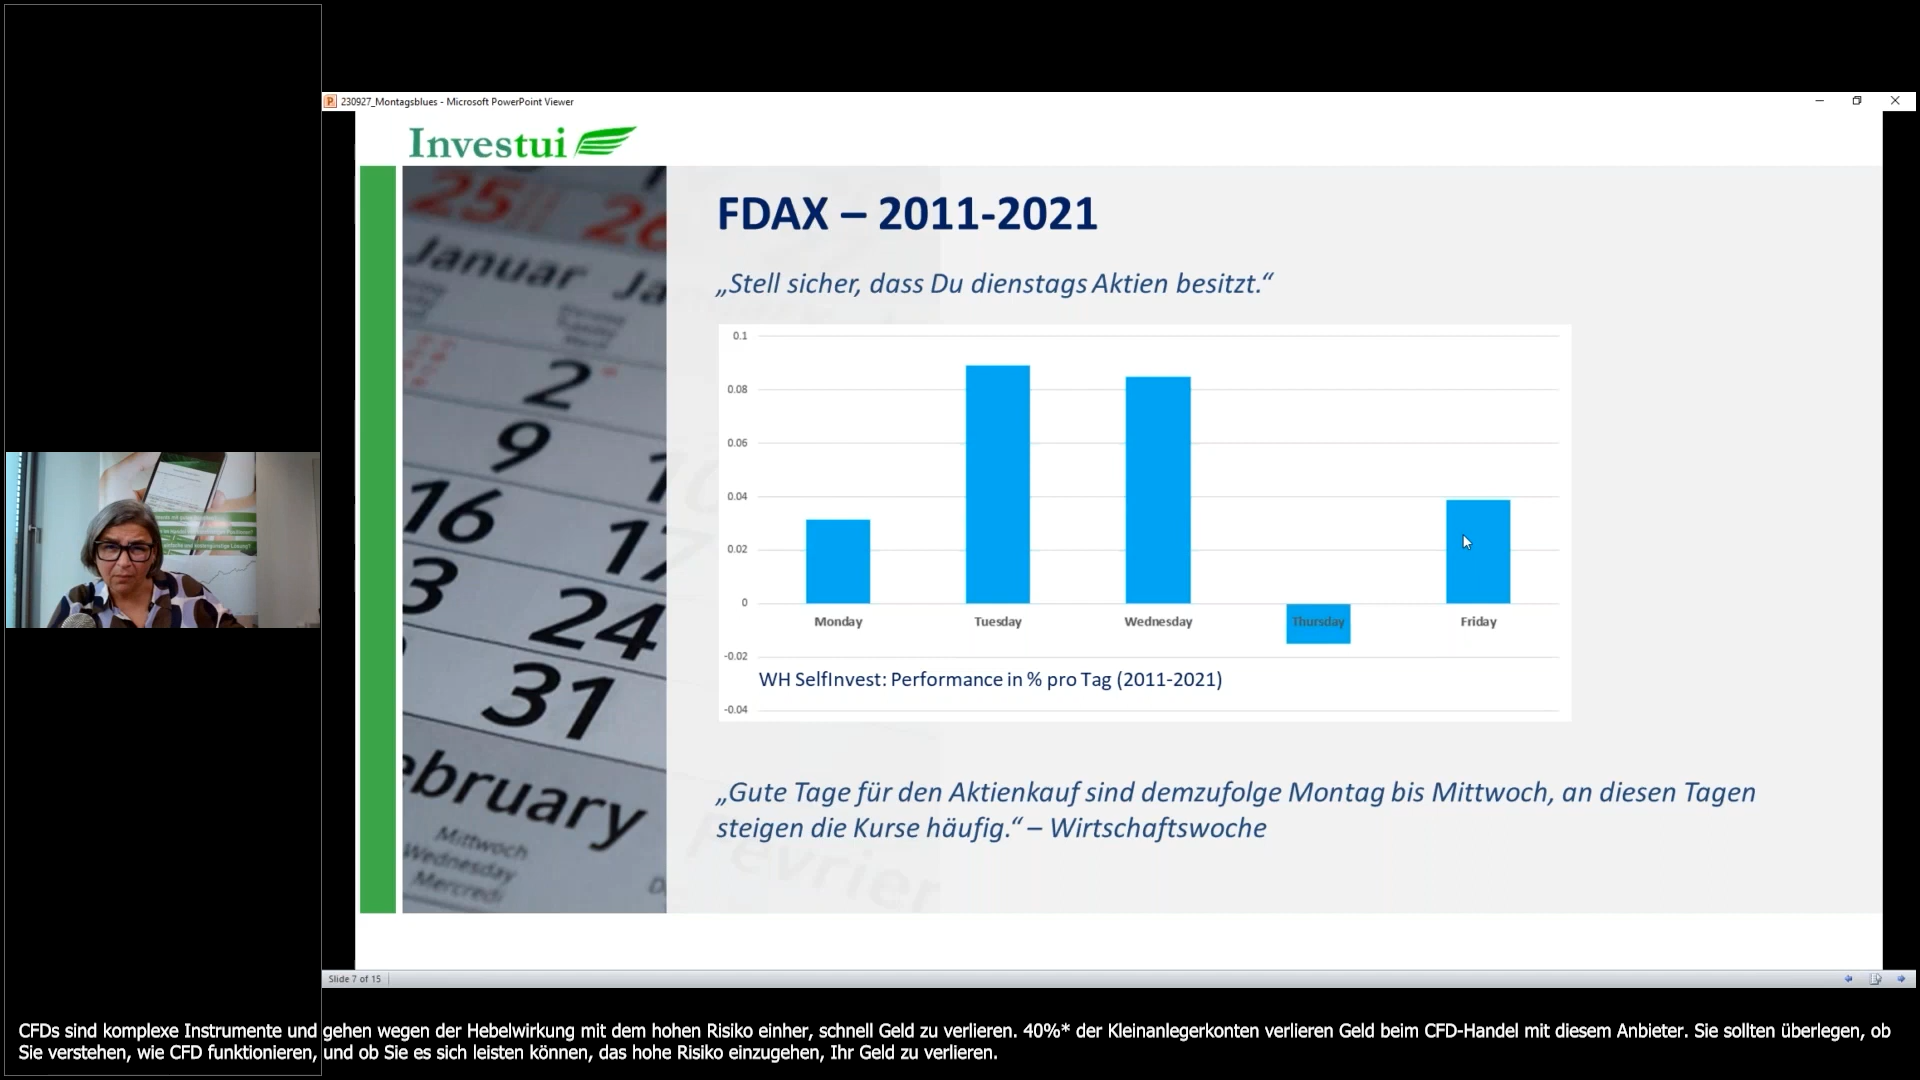 230927_Montagsblues - Microsoft PowerPoint Viewer
Investui
25
26
Januar Ja
2
9
16
17
3
24
31
ebruary
Mittwoch
Wednesday
Mercredi
FDAX – 2011-2021
„Stell sicher, dass Du dienstags Aktien besitzt.“
0.1
0.08
0.06
0.04
0.02
0
-0.02
-0.04
Monday
Tuesday
Wednesday
Thursday
Friday
WH SelfInvest: Performance in % pro Tag (2011-2021)
„Gute Tage für den Aktienkauf sind demzufolge Montag bis Mittwoch, an diesen Tagen
steigen die Kurse häufig.“ – Wirtschaftswoche
Slide 7 of 15
CFDs sind komplexe Instrumente und gehen wegen der Hebelwirkung mit dem hohen Risiko einher, schnell Geld zu verlieren. 40%* der Kleinanlegerkonten verlieren Geld beim CFD-Handel mit diesem Anbieter. Sie sollten überlegen, ob
Sie verstehen, wie CFD funktionieren, und ob Sie es sich leisten können, das hohe Risiko einzugehen, Ihr Geld zu verlieren.